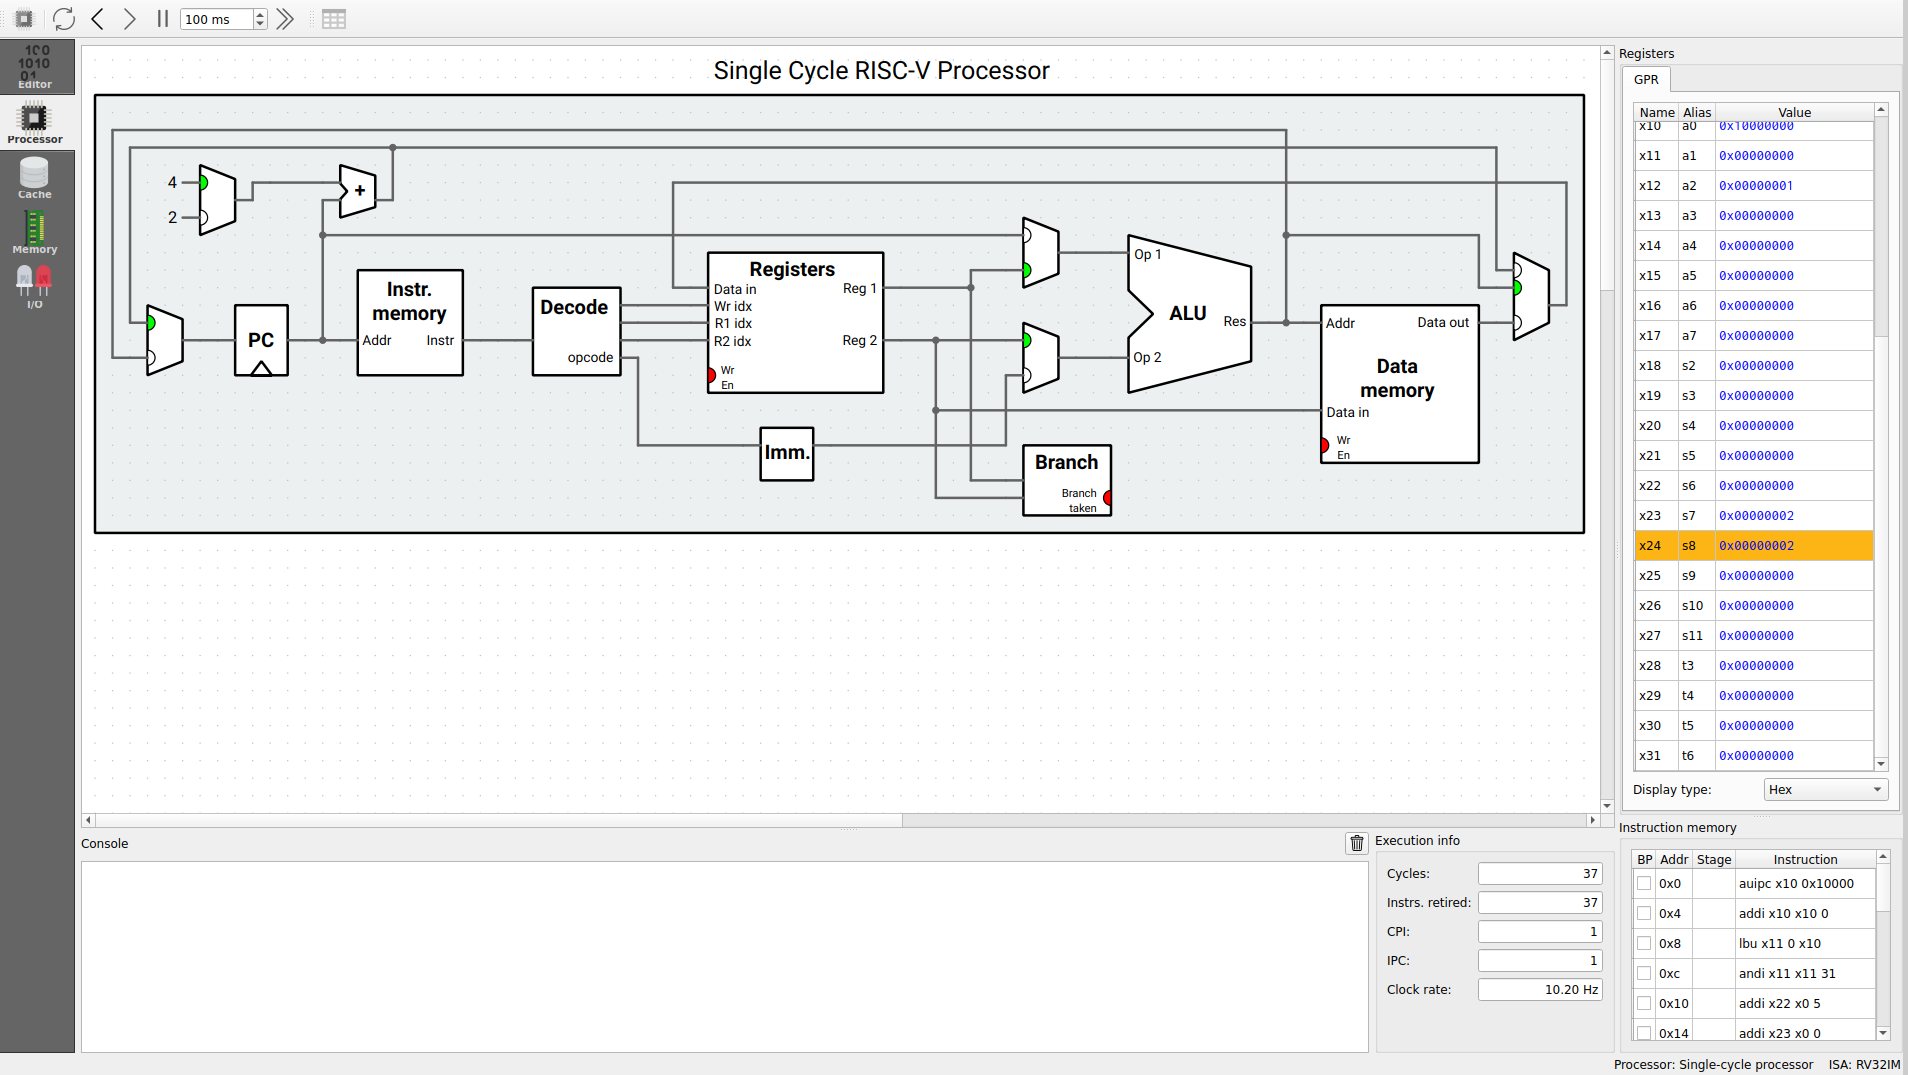 100 ms
100
1010
01
Editor
Processor
Cache
Memory
I/O
Single Cycle RISC-V Processor
4
2
+
PC
Instr.
memory
Addr
Instr
Decode
opcode
Registers
Data in
Wr idx
R1 idx
R2 idx
Reg 1
Reg 2
Wr
En
Imm.
Op 1
Op 2
ALU
Res
Branch
Branch
taken
Addr
Data out
Data
memory
Data in
Wr
En
Registers
GPR
Name Alias Value
x10 a0 0x10000000
x11 a1 0x00000000
x12 a2 0x00000001
x13 a3 0x00000000
x14 a4 0x00000000
x15 a5 0x00000000
x16 a6 0x00000000
x17 a7 0x00000000
x18 s2 0x00000000
x19 s3 0x00000000
x20 s4 0x00000000
x21 s5 0x00000000
x22 s6 0x00000000
x23 s7 0x00000002
x24 s8 0x00000002
x25 s9 0x00000000
x26 s10 0x00000000
x27 s11 0x00000000
x28 t3 0x00000000
x29 t4 0x00000000
x30 t5 0x00000000
x31 t6 0x00000000
Display type: Hex
Console
Execution info
Cycles: 37
Instrs. retired: 37
CPI: 1
IPC: 1
Clock rate: 10.20 Hz
Instruction memory
BP Addr Stage Instruction
0x0 auipc x10 0x10000
0x4 addi x10 x10 0
0x8 lbu x11 0 x10
0xc andi x11 x11 31
0x10 addi x22 x0 5
0x14 addi x23 x0 0
Processor: Single-cycle processor ISA: RV32IM